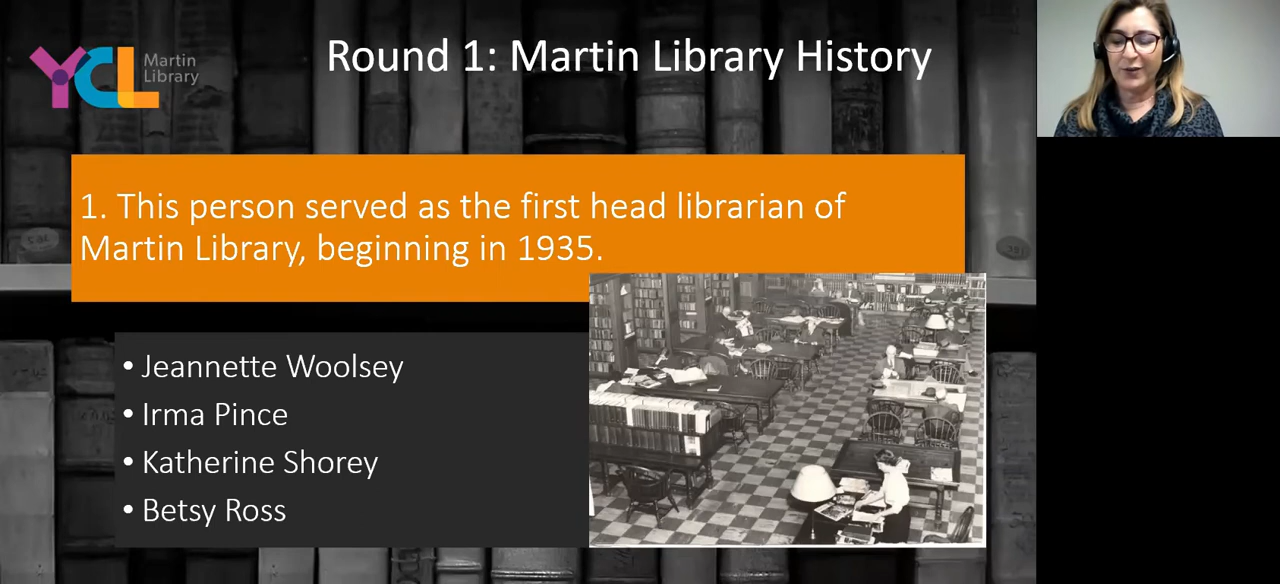 YCL Martin
Library
Round 1: Martin Library History
1. This person served as the first head librarian of
Martin Library, beginning in 1935.
• Jeannette Woolsey
• Irma Pince
• Katherine Shorey
• Betsy Ross